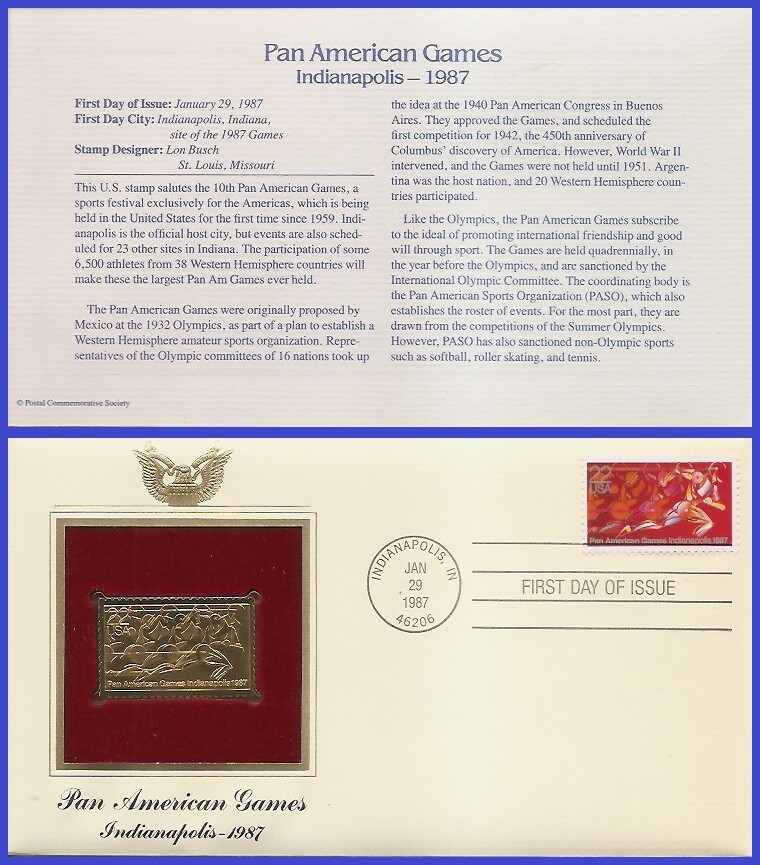 Pan American Games
Indianapolis – 1987
First Day of Issue: January 29, 1987
First Day City: Indianapolis, Indiana,
site of the 1987 Games
Stamp Designer: Lon Busch
St. Louis, Missouri
This U.S. stamp salutes the 10th Pan American Games, a
sports festival exclusively for the Americas, which is being
held in the United States for the first time since 1959. Indi-
anapolis is the official host city, but events are also sched-
uled for 23 other sites in Indiana. The participation of some
6,500 athletes from 38 Western Hemisphere countries will
make these the largest Pan Am Games ever held.
The Pan American Games were originally proposed by
Mexico at the 1932 Olympics, as part of a plan to establish a
Western Hemisphere amateur sports organization. Repre-
sentatives of the Olympic committees of 16 nations took up
the idea at the 1940 Pan American Congress in Buenos
Aires. They approved the Games, and scheduled the
first competition for 1942, the 450th anniversary of
Columbus' discovery of America. However, World War II
intervened, and the Games were not held until 1951. Argen-
tina was the host nation, and 20 Western Hemisphere coun-
tries participated.
Like the Olympics, the Pan American Games subscribe
to the ideal of promoting international friendship and good
will through sport. The Games are held quadrennially, in
the year before the Olympics, and are sanctioned by the
International Olympic Committee. The coordinating body is
the Pan American Sports Organization (PASO), which also
establishes the roster of events. For the most part, they are
drawn from the competitions of the Summer Olympics.
However, PASO has also sanctioned non-Olympic sports
such as softball, roller skating, and tennis.
© Postal Commemorative Society
22
USA
Pan American Games Indianapolis 1987
INDIANAPOLIS, IN
JAN
29
1987
46206
FIRST DAY OF ISSUE
22
USA
Pan American Games Indianapolis 1987
Pan American Games
Indianapolis-1987